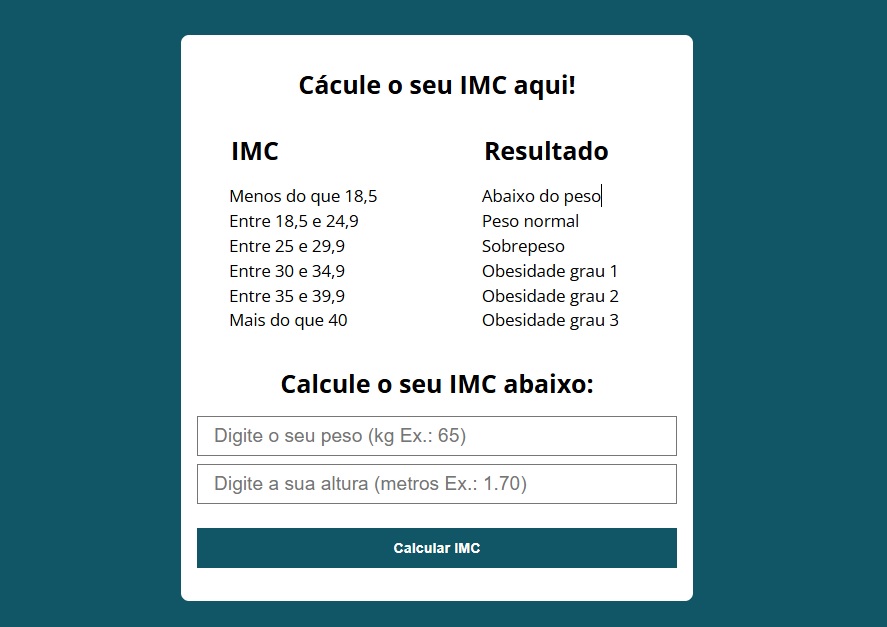 Cácule o seu IMC aqui!
IMC Resultado
Menos do que 18,5 Abaixo do peso
Entre 18,5 e 24,9 Peso normal
Entre 25 e 29,9 Sobrepeso
Entre 30 e 34,9 Obesidade grau 1
Entre 35 e 39,9 Obesidade grau 2
Mais do que 40 Obesidade grau 3
Calcule o seu IMC abaixo:
Digite o seu peso (kg Ex.: 65)
Digite a sua altura (metros Ex.: 1.70)
Calcular IMC